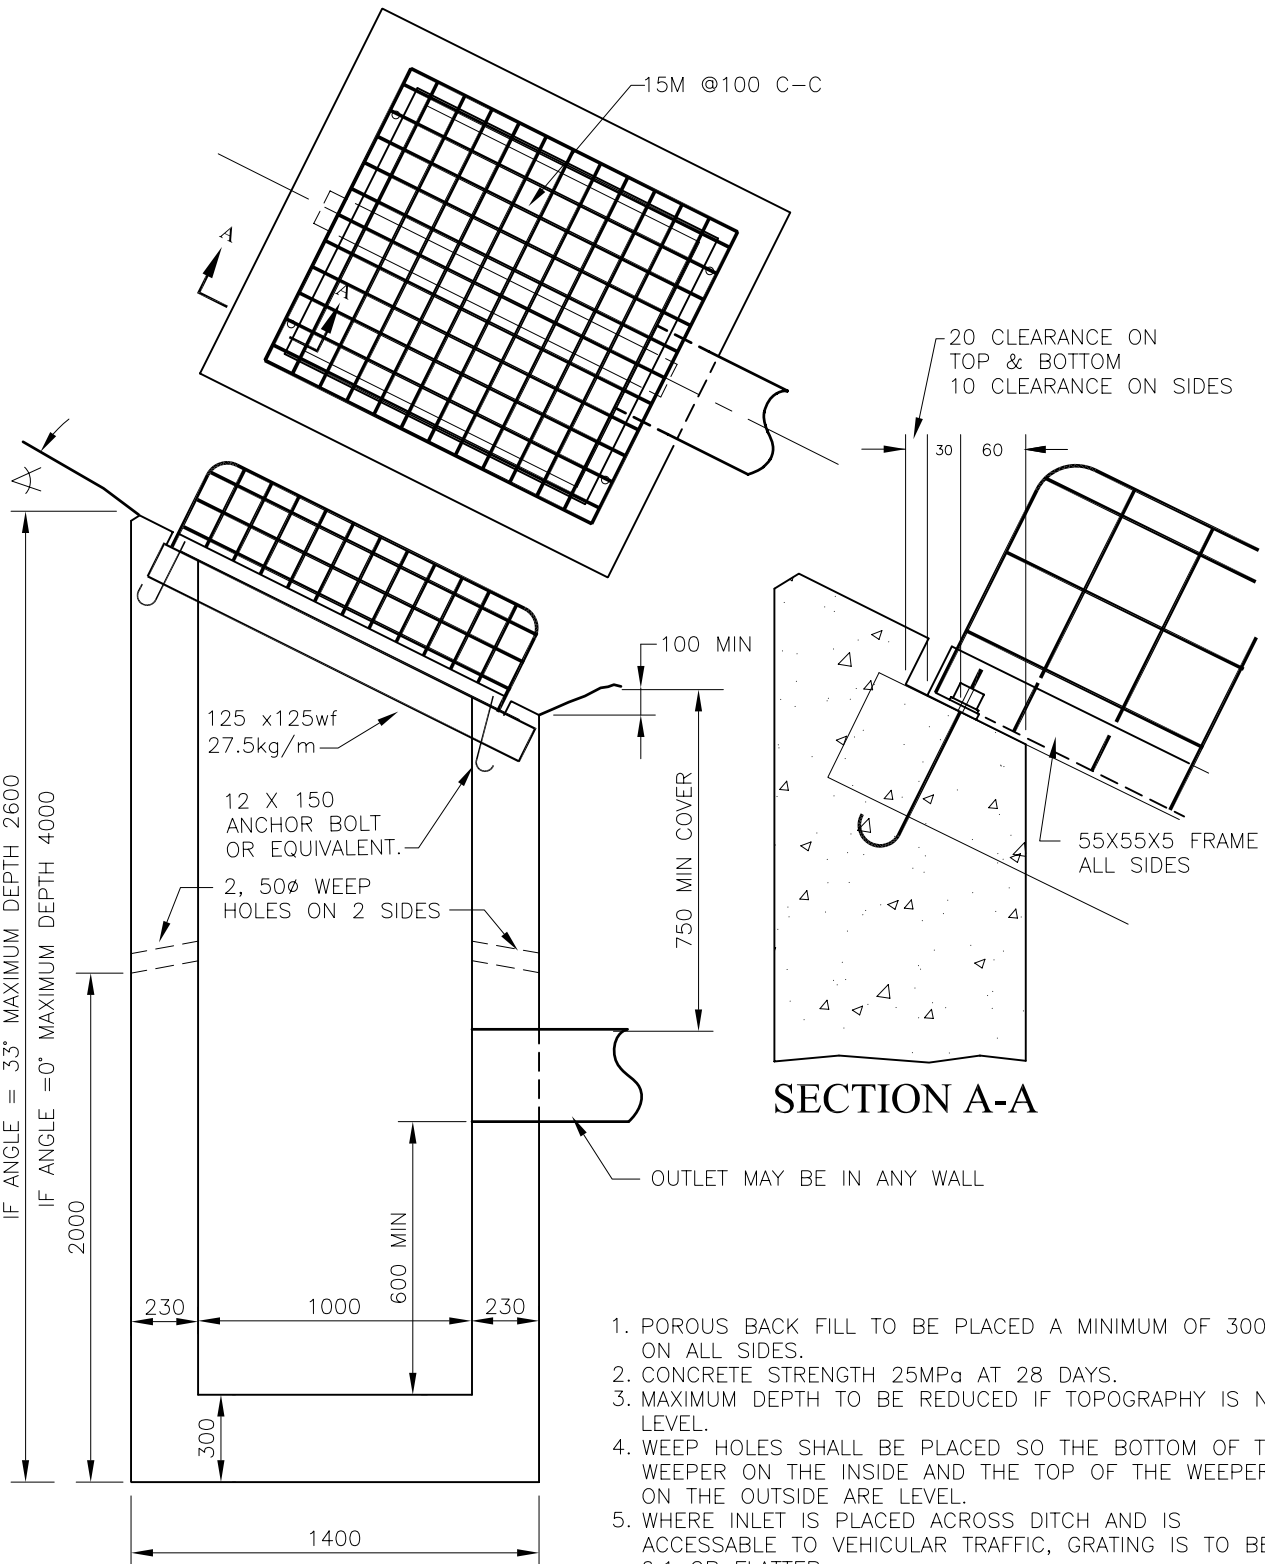 15M @100 C-C
A
A
20 CLEARANCE ON
TOP & BOTTOM
10 CLEARANCE ON SIDES
30
60
100 MIN
125 x125wf
27.5kg/m
12 X 150
ANCHOR BOLT
OR EQUIVALENT.
2, 50ø WEEP
HOLES ON 2 SIDES
750 MIN COVER
55X55X5 FRAME
ALL SIDES
SECTION A-A
IF ANGLE = 33° MAXIMUM DEPTH 2600
IF ANGLE =0° MAXIMUM DEPTH 4000
2000
OUTLET MAY BE IN ANY WALL
600 MIN
230
1000
230
300
1400
1. POROUS BACK FILL TO BE PLACED A MINIMUM OF 300
ON ALL SIDES.
2. CONCRETE STRENGTH 25MPa AT 28 DAYS.
3. MAXIMUM DEPTH TO BE REDUCED IF TOPOGRAPHY IS
LEVEL.
4. WEEP HOLES SHALL BE PLACED SO THE BOTTOM OF
WEEPER ON THE INSIDE AND THE TOP OF THE WEEPER
ON THE OUTSIDE ARE LEVEL.
5. WHERE INLET IS PLACED ACROSS DITCH AND IS
ACCESSABLE TO VEHICULAR TRAFFIC, GRATING IS TO BE
OR FLATTER